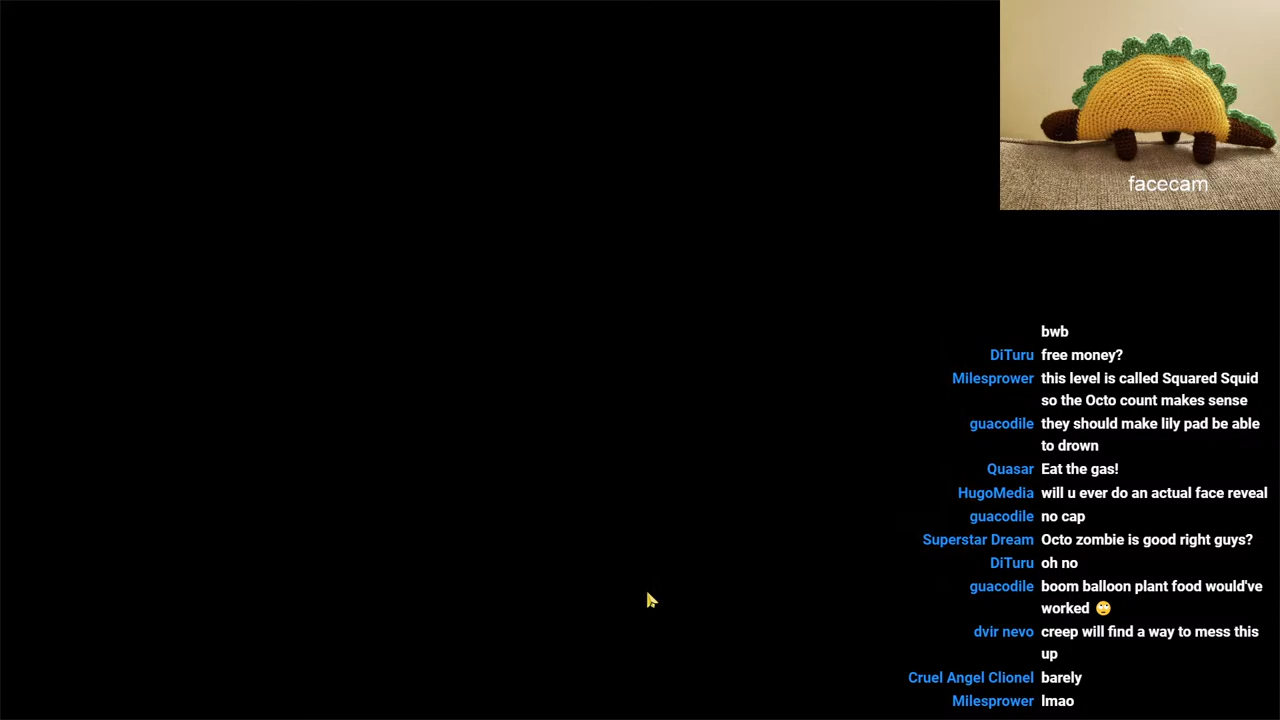 facecam
bwb
DiTuru free money?
Milesprower this level is called Squared Squid
so the Octo count makes sense
guacodile they should make lily pad be able
to drown
Quasar Eat the gas!
HugoMedia will u ever do an actual face reveal
guacodile no cap
Superstar Dream Octo zombie is good right guys?
DiTuru oh no
guacodile boom balloon plant food would've
worked 🙄
dvir nevo creep will find a way to mess this
up
Cruel Angel Clionel barely
Milesprower lmao